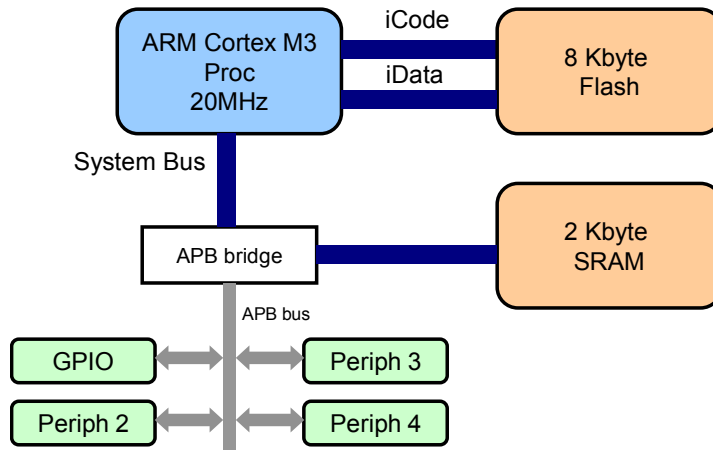 ARM Cortex M3
Proc
20MHz
iCode
iData
8 Kbyte
Flash
System Bus
APB bridge
2 Kbyte
SRAM
APB bus
GPIO
Periph 3
Periph 2
Periph 4